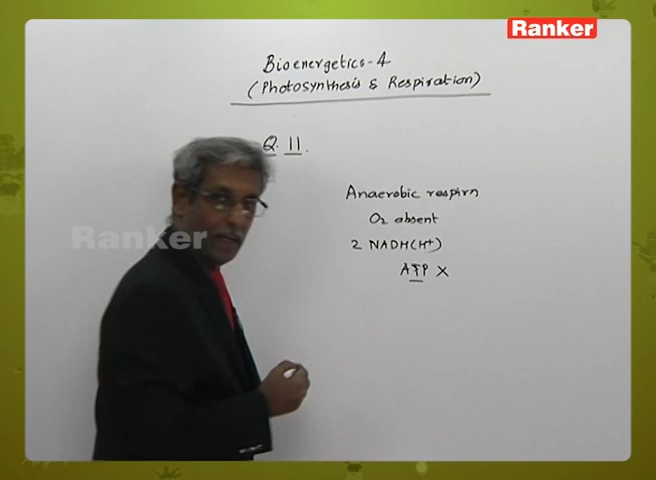 Ranker
Bioenergetics-4
(Photosynthesis & Respiration)
Q. 11.
Anaerobic respirn
O2 absent
Ranker
2 NADH(H+)
ATP X